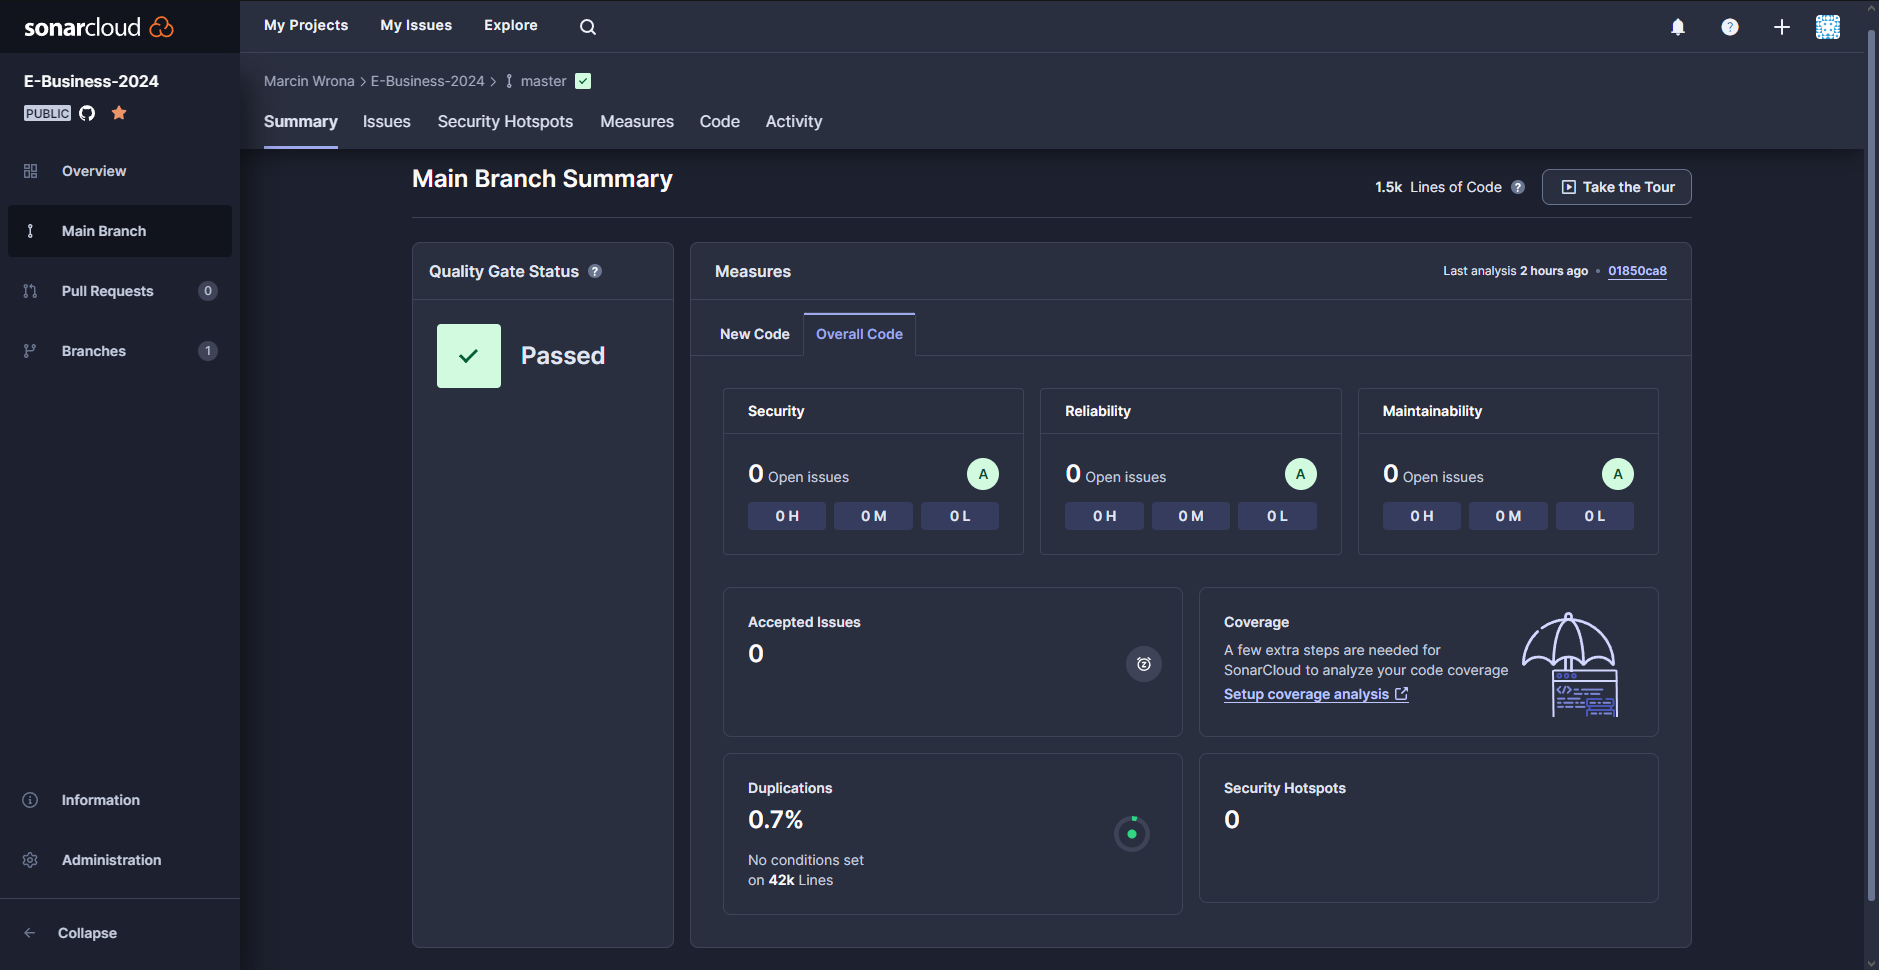 sonarcloud
My Projects
My Issues
Explore
E-Business-2024
PUBLIC
Overview
Main Branch
Pull Requests 0
Branches 1
Information
Administration
Collapse
Marcin Wrona > E-Business-2024 > master
Summary
Issues
Security Hotspots
Measures
Code
Activity
Main Branch Summary
1.5k Lines of Code ?
Take the Tour
Quality Gate Status ?
Passed
Measures
Last analysis 2 hours ago • 01850ca8
New Code
Overall Code
Security
0 Open issues A
0 H 0 M 0 L
Reliability
0 Open issues A
0 H 0 M 0 L
Maintainability
0 Open issues A
0 H 0 M 0 L
Accepted Issues
0
Coverage
A few extra steps are needed for
SonarCloud to analyze your code coverage
Setup coverage analysis
Duplications
0.7%
No conditions set
on 42k Lines
Security Hotspots
0